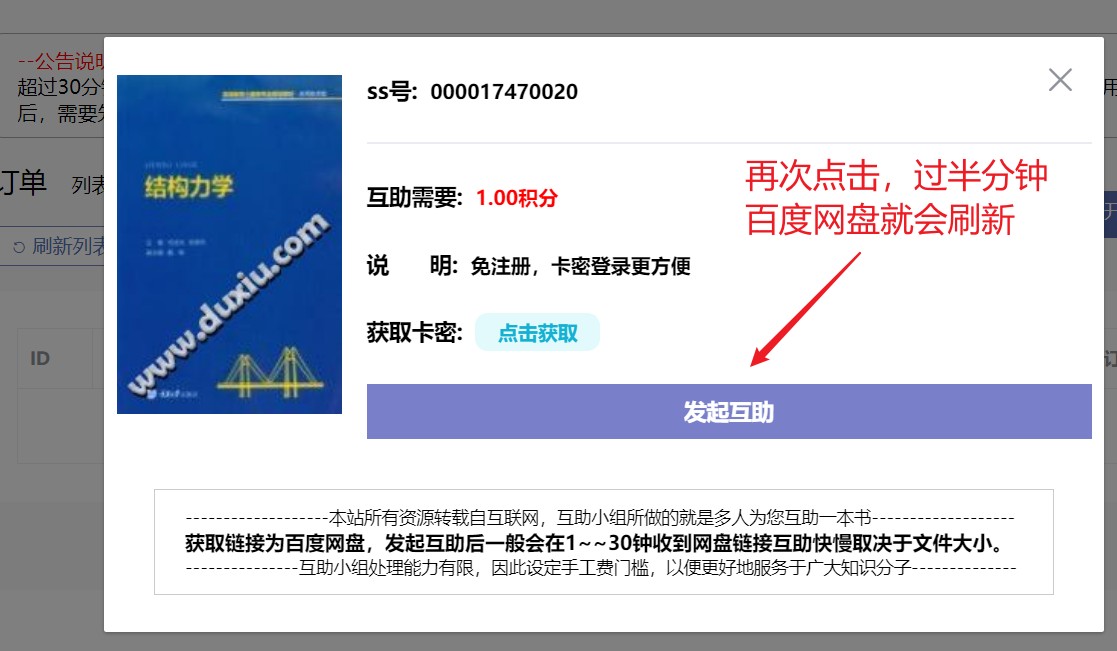 --公告说明
超过30分钟
后，需要
用
订单
列表
刷新列表
ID
ss号: 000017470020
互助需要: 1.00积分
再次点击，过半分钟
百度网盘就会刷新
说 明: 免注册，卡密登录更方便
获取卡密: 点击获取
发起互助
-------------------本站所有资源转载自互联网，互助小组所做的就是多人为您互助一本书-------------------
获取链接为百度网盘，发起互助后一般会在1~~30钟收到网盘链接互助快慢取决于文件大小。
---------------互助小组处理能力有限，因此设定手工费门槛，以便更好地服务于广大知识分子--------------
结构力学
www.duxiu.com